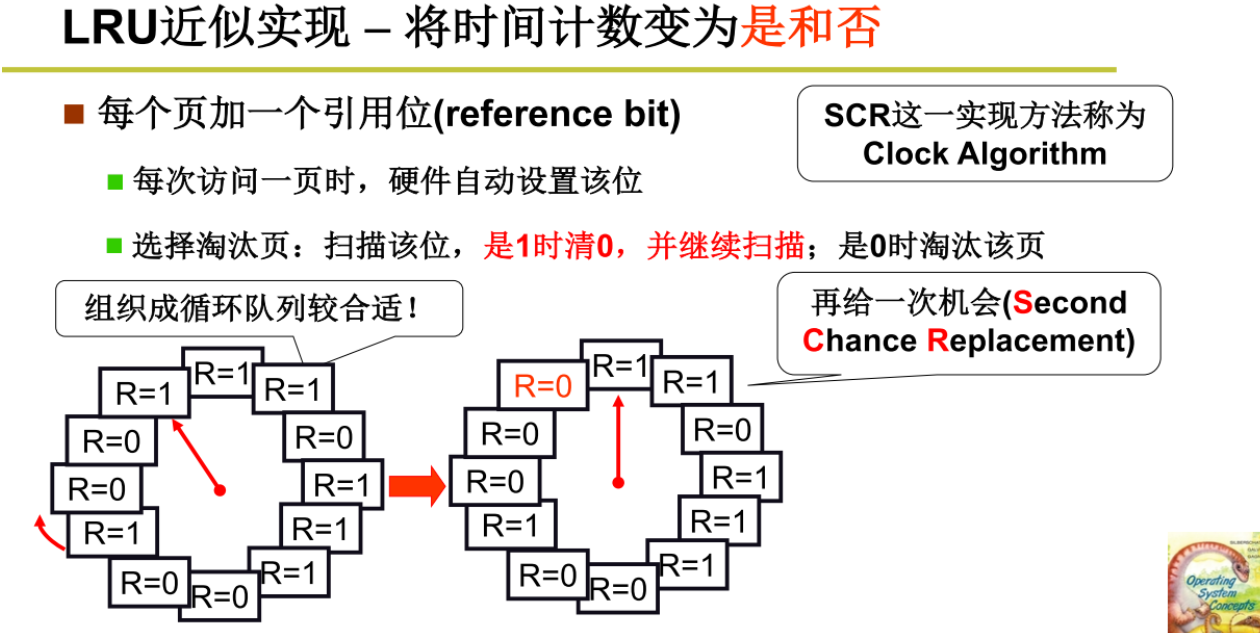 LRU近似实现 – 将时间计数变为是和否
每个页加一个引用位(reference bit)
SCR这一实现方法称为
Clock Algorithm
每次访问一页时，硬件自动设置该位
选择淘汰页：扫描该位，是1时清0，并继续扫描；是0时淘汰该页
组织成循环队列较合适！
再给一次机会(Second
Chance Replacement)
R=1
R=1
R=1
R=0
R=0
R=0
R=1
R=1
R=1
R=0
R=0
R=1
R=0
R=1
R=1
R=0
R=0
R=0
R=1
R=1
R=1
R=0
R=0
R=1
Operating
System
Concepts